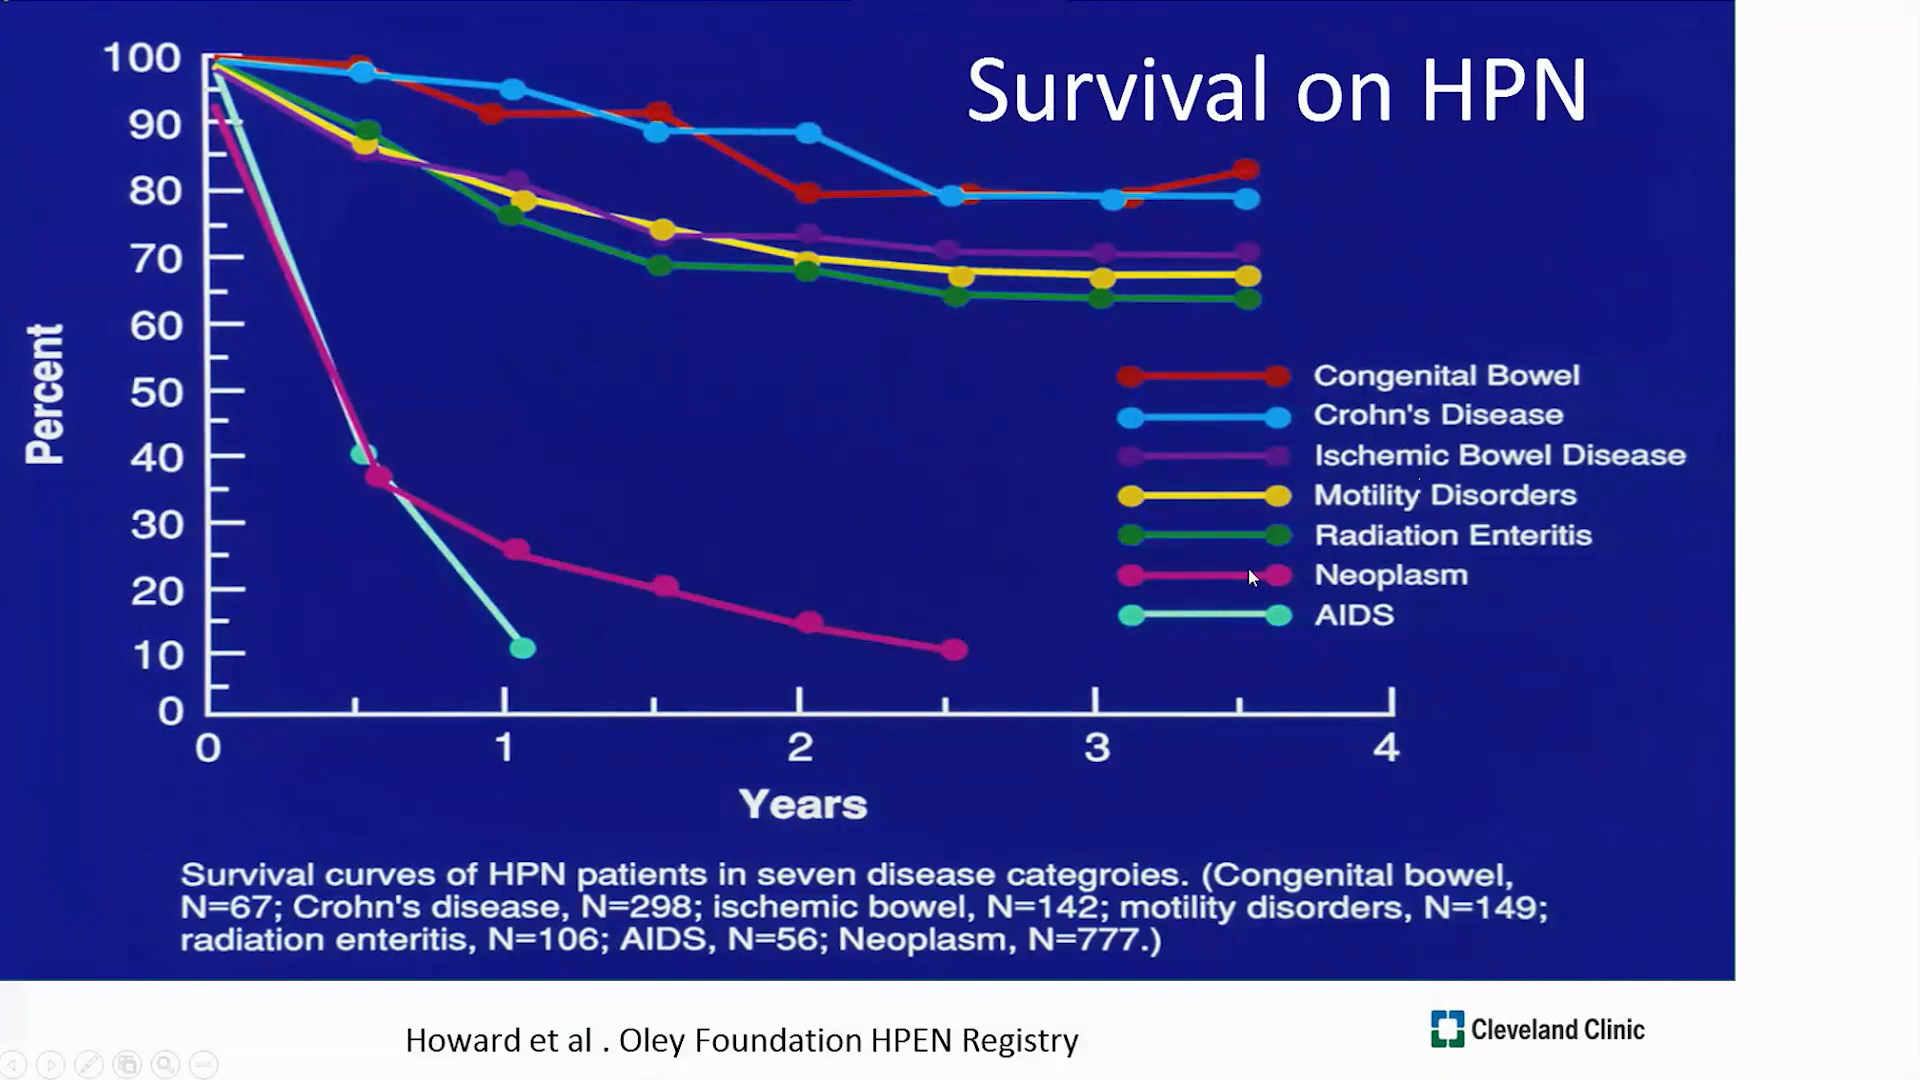 Survival on HPN
100
90
80
70
60
50
40
30
20
10
0
Percent
0 1 2 3 4
Years
Congenital Bowel
Crohn's Disease
Ischemic Bowel Disease
Motility Disorders
Radiation Enteritis
Neoplasm
AIDS
Survival curves of HPN patients in seven disease categroies. (Congenital bowel,
N=67; Crohn's disease, N=298; ischemic bowel, N=142; motility disorders, N=149;
radiation enteritis, N=106; AIDS, N=56; Neoplasm, N=777.)
Howard et al . Oley Foundation HPEN Registry
Cleveland Clinic